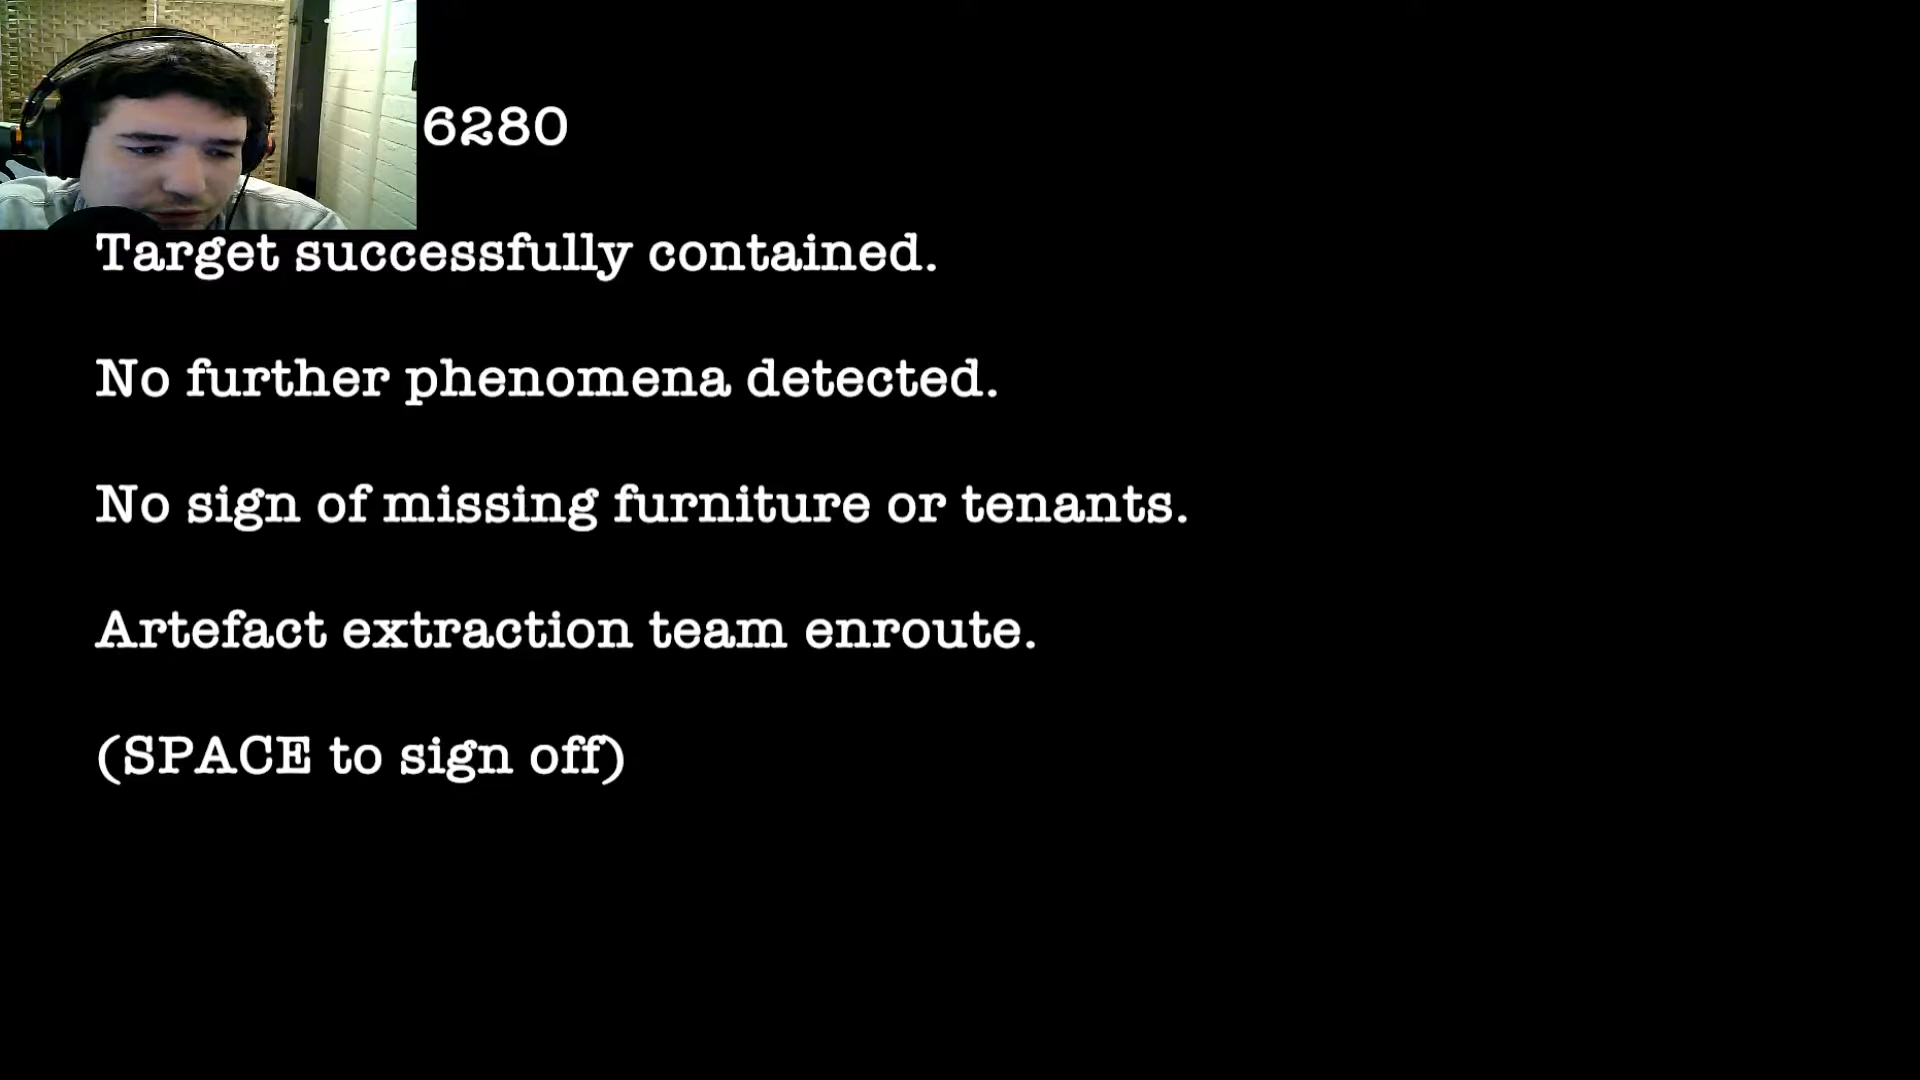 6280
Target successfully contained.
No further phenomena detected.
No sign of missing furniture or tenants.
Artefact extraction team enroute.
(SPACE to sign off)